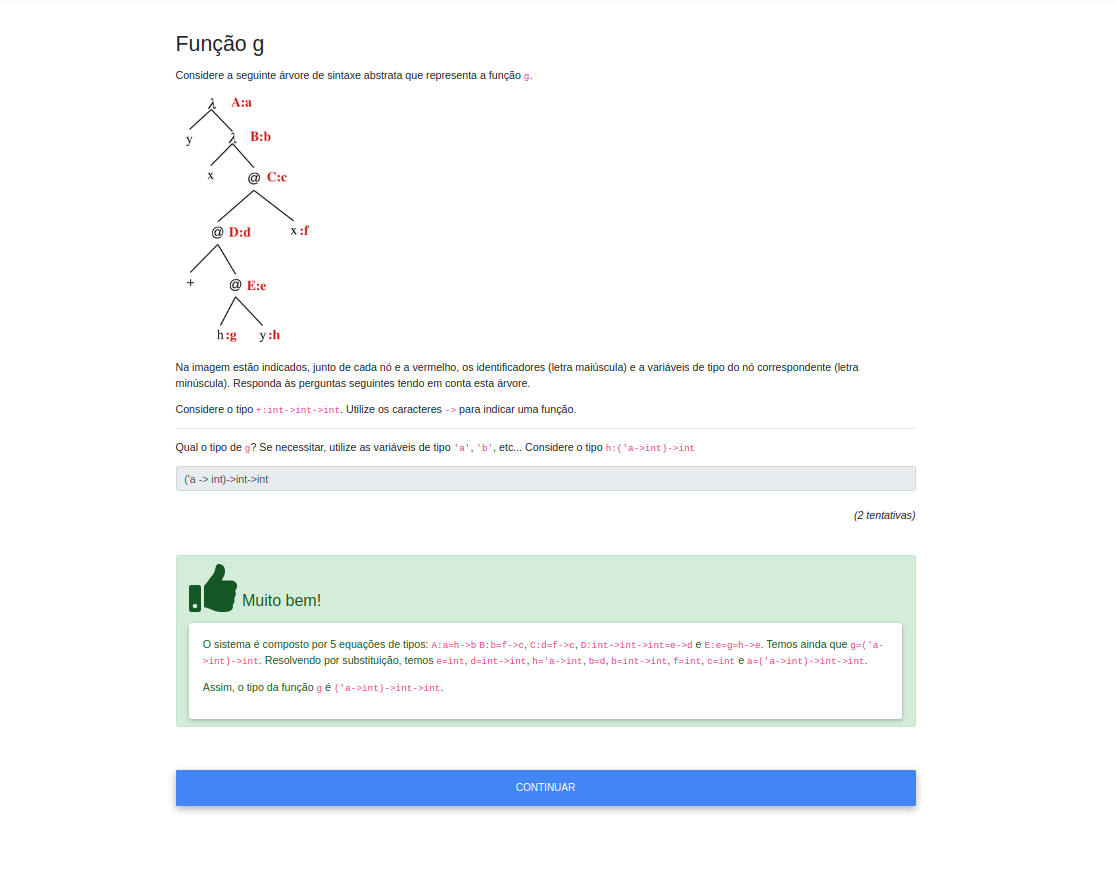 Função g
Considere a seguinte árvore de sintaxe abstrata que representa a função g.
λ A:a
y λ B:b
x @ C:c
@ D:d x :f
+ @ E:e
h :g y :h
Na imagem estão indicados, junto de cada nó e a vermelho, os identificadores (letra maiúscula) e a variáveis de tipo do nó correspondente (letra
minúscula). Responda às perguntas seguintes tendo em conta esta árvore.
Considere o tipo +:int->int->int. Utilize os caracteres -> para indicar uma função.
Qual o tipo de g? Se necessitar, utilize as variáveis de tipo 'a', 'b', etc... Considere o tipo h:('a->int)->int
('a -> int)->int->int
(2 tentativas)
Muito bem!
O sistema é composto por 5 equações de tipos: A:a=h->b B:b=f->c, C:d=f->c, D:int->int->int=e->d e E:e=g=h->e. Temos ainda que g=('a-
>int)->int. Resolvendo por substituição, temos e=int, d=int->int, h='a->int, b=d, b=int->int, f=int, c=int e a=('a->int)->int->int.
Assim, o tipo da função g é ('a->int)->int->int.
CONTINUAR